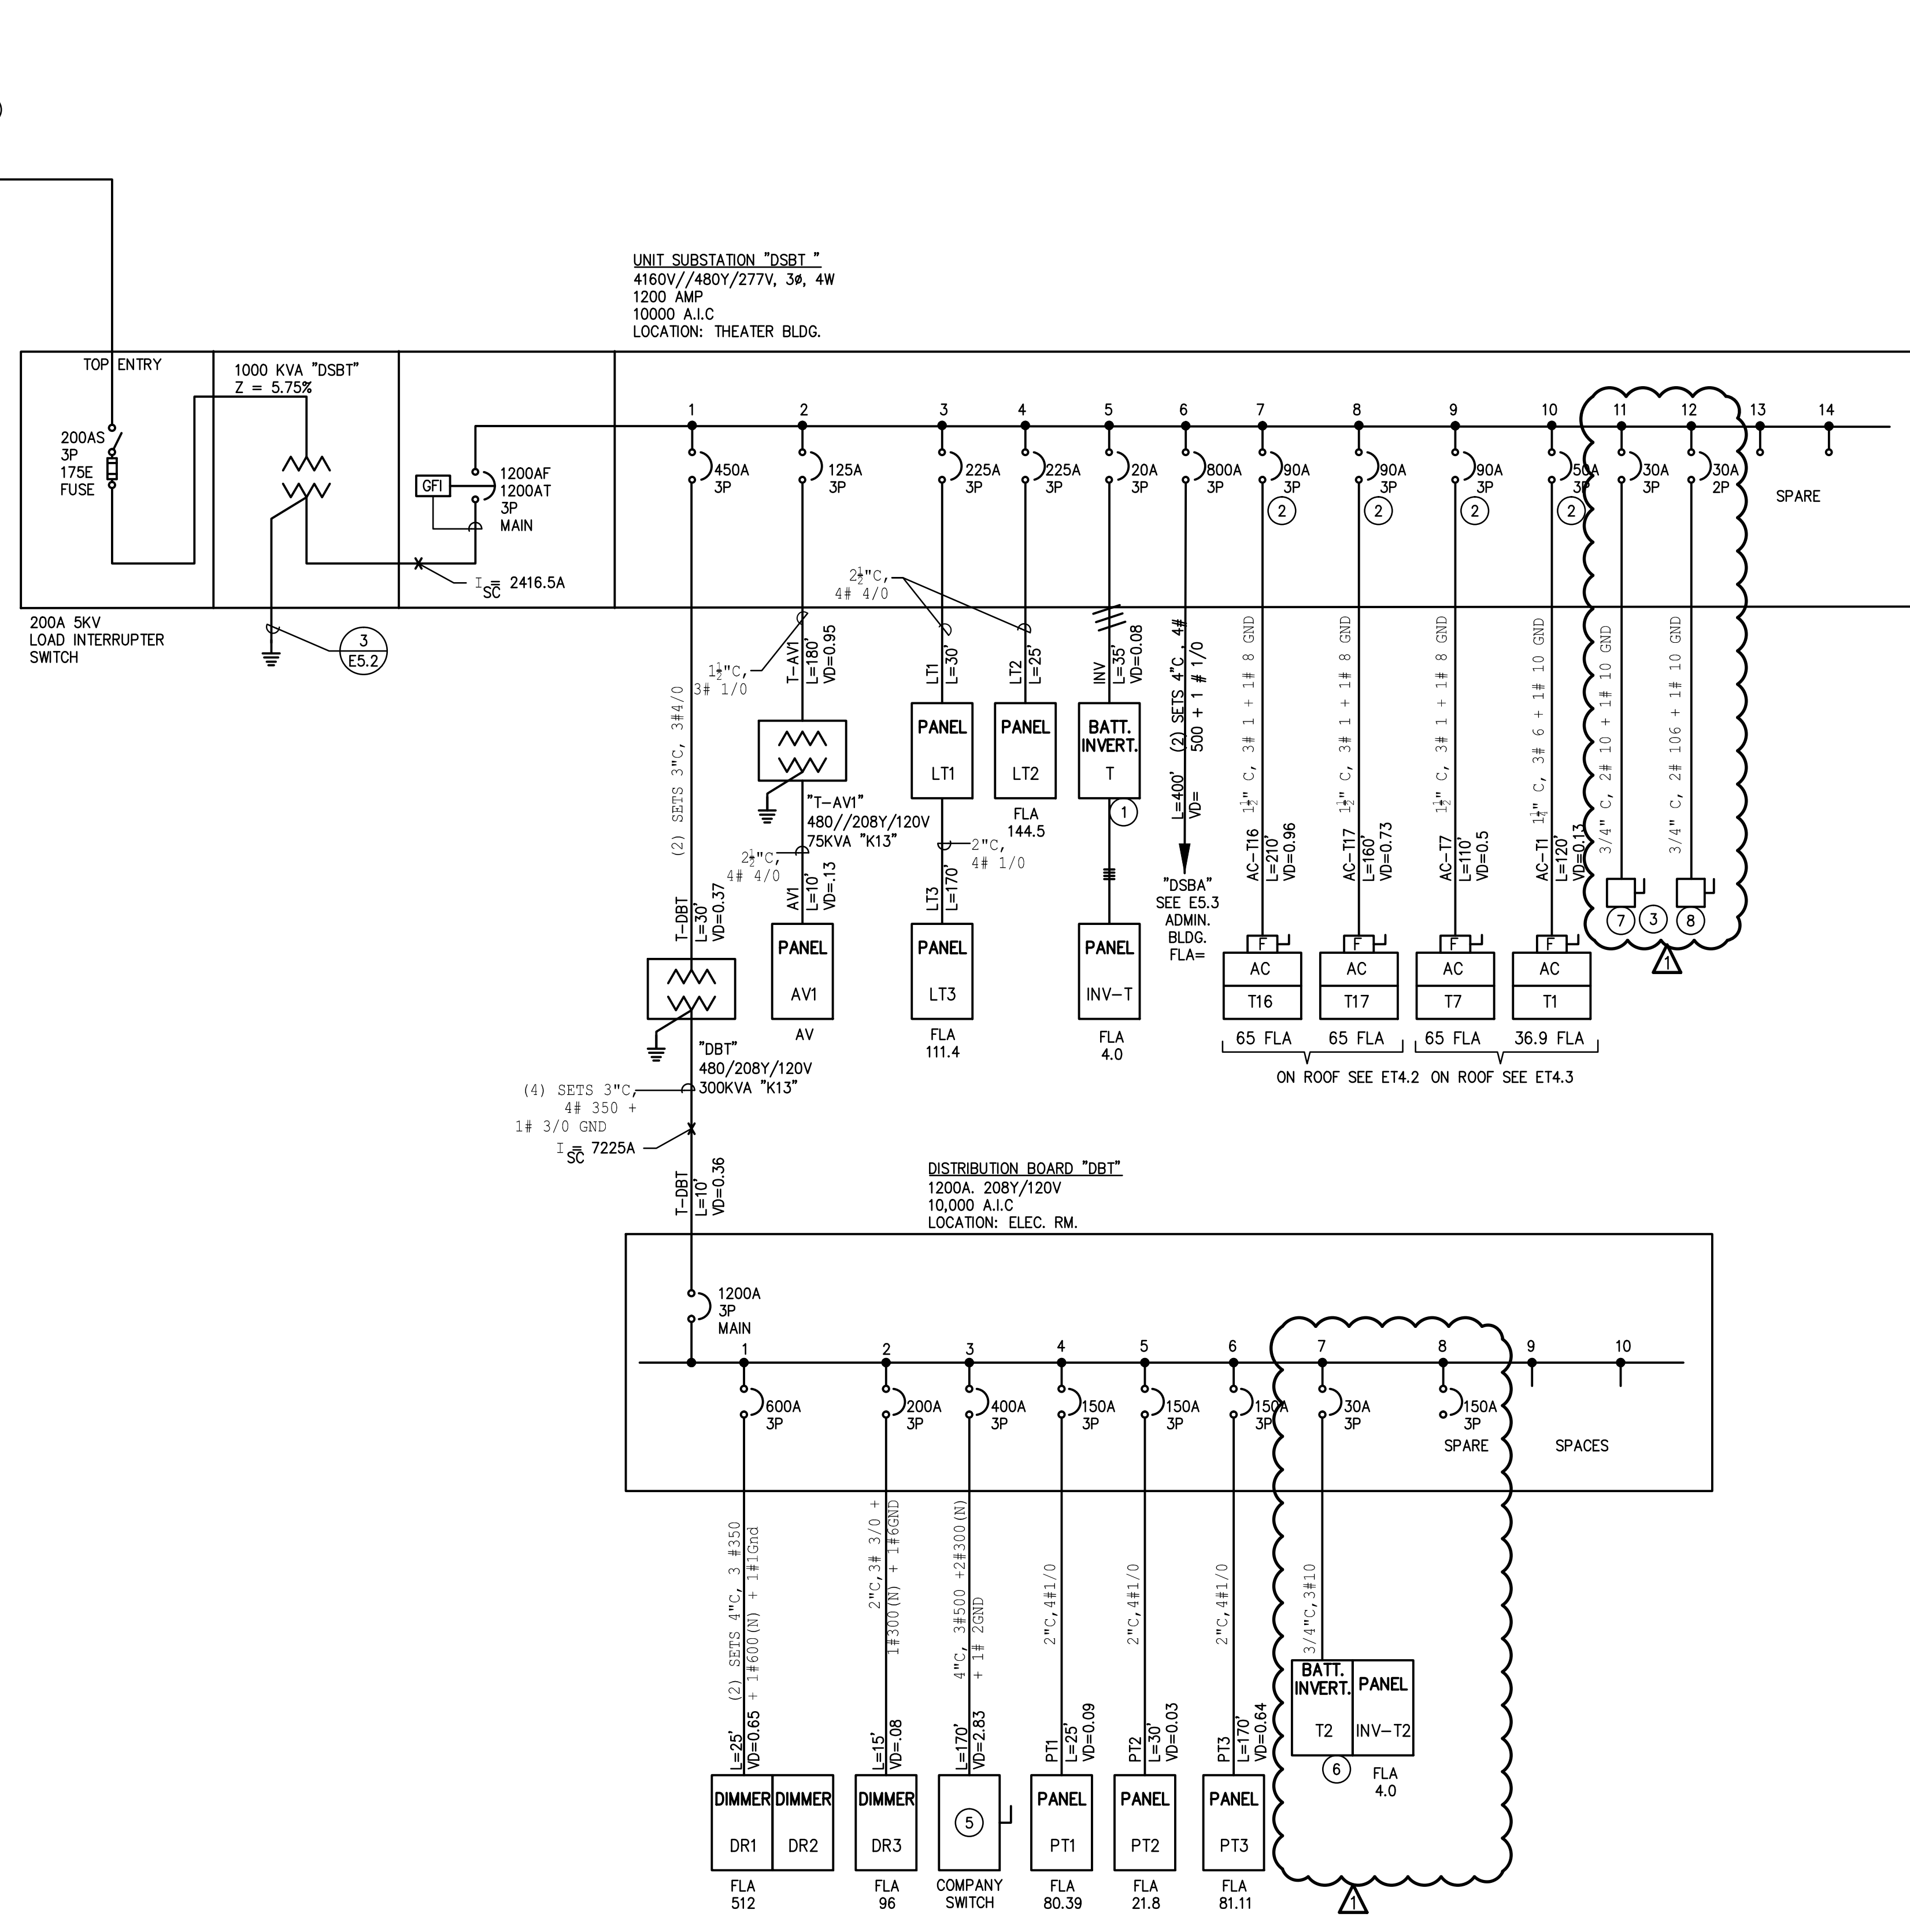 UNIT SUBSTATION "DSBT "
4160V//480Y/277V, 3ø, 4W
1200 AMP
10000 A.I.C
LOCATION: THEATER BLDG.
TOP ENTRY
200AS
3P
175E
FUSE
200A 5KV
LOAD INTERRUPTER
SWITCH
1000 KVA "DSBT"
Z = 5.75%
3
E5.2
GFI
1200AF
1200AT
3P
MAIN
I SC = 2416.5A
1
450A
3P
2
125A
3P
3
225A
3P
4
225A
3P
5
20A
3P
6
800A
3P
7
90A
3P
2
8
90A
3P
2
9
90A
3P
2
10
50A
3P
2
11
30A
3P
12
30A
2P
13
14
SPARE
(2) SETS 3"C, 3#4/0
T-DBT
L=30'
VD=0.37
1½"C,
3# 1/0
T-AV1
L=180'
VD=0.95
"T-AV1"
480//208Y/120V
75KVA "K13"
2½"C,
4# 4/0
AV1
L=10'
VD=.13
PANEL
AV1
AV
2½"C,
4# 4/0
LT1
L=30'
PANEL
LT1
2"C,
4# 1/0
LT3
L=170'
PANEL
LT3
FLA
111.4
LT2
L=25'
PANEL
LT2
FLA
144.5
INV
L=35'
VD=0.08
BATT.
INVERT.
T
1
PANEL
INV-T
FLA
4.0
L=400' (2) SETS 4"C , 4#
VD= 500 + 1 # 1/0
"DSBA"
SEE E5.3
ADMIN.
BLDG.
FLA=
1½" C, 3# 1 + 1# 8 GND
AC-T16
L=210'
VD=0.96
F
AC
T16
65 FLA
1½" C, 3# 1 + 1# 8 GND
AC-T17
L=160'
VD=0.73
F
AC
T17
65 FLA
1½" C, 3# 1 + 1# 8 GND
AC-T7
L=110'
VD=0.5
F
AC
T7
65 FLA
1¼" C, 3# 6 + 1# 10 GND
AC-T1
L=120'
VD=0.13
F
AC
T1
36.9 FLA
ON ROOF SEE ET4.2
ON ROOF SEE ET4.3
3/4" C, 2# 10 + 1# 10 GND
3/4" C, 2# 106 + 1# 10 GND
7
3
8
1
"DBT"
480/208Y/120V
300KVA "K13"
(4) SETS 3"C,
4# 350 +
1# 3/0 GND
I SC = 7225A
T-DBT
L=10'
VD=0.36
DISTRIBUTION BOARD "DBT"
1200A. 208Y/120V
10,000 A.I.C
LOCATION: ELEC. RM.
1200A
3P
MAIN
1
600A
3P
2
200A
3P
3
400A
3P
4
150A
3P
5
150A
3P
6
150A
3P
7
30A
3P
8
150A
3P
SPARE
9
10
SPACES
(2) SETS 4"C, 3 #350
+ 1#600(N) + 1#1Gnd
L=25'
VD=0.65
DIMMER
DR1
DIMMER
DR2
FLA
512
2"C,3# 3/0 +
1#300(N) + 1#6GND
L=15'
VD=.08
DIMMER
DR3
FLA
96
4"C, 3#500 +2#300(N)
+ 1# 2GND
L=170'
VD=2.83
5
COMPANY
SWITCH
2"C,4#1/0
PT1
L=25'
VD=0.09
PANEL
PT1
FLA
80.39
2"C,4#1/0
PT2
L=30'
VD=0.03
PANEL
PT2
FLA
21.8
2"C,4#1/0
PT3
L=170'
VD=0.64
PANEL
PT3
FLA
81.11
3/4"C,3#10
BATT.
INVERT.
T2
PANEL
INV-T2
6
FLA
4.0
1